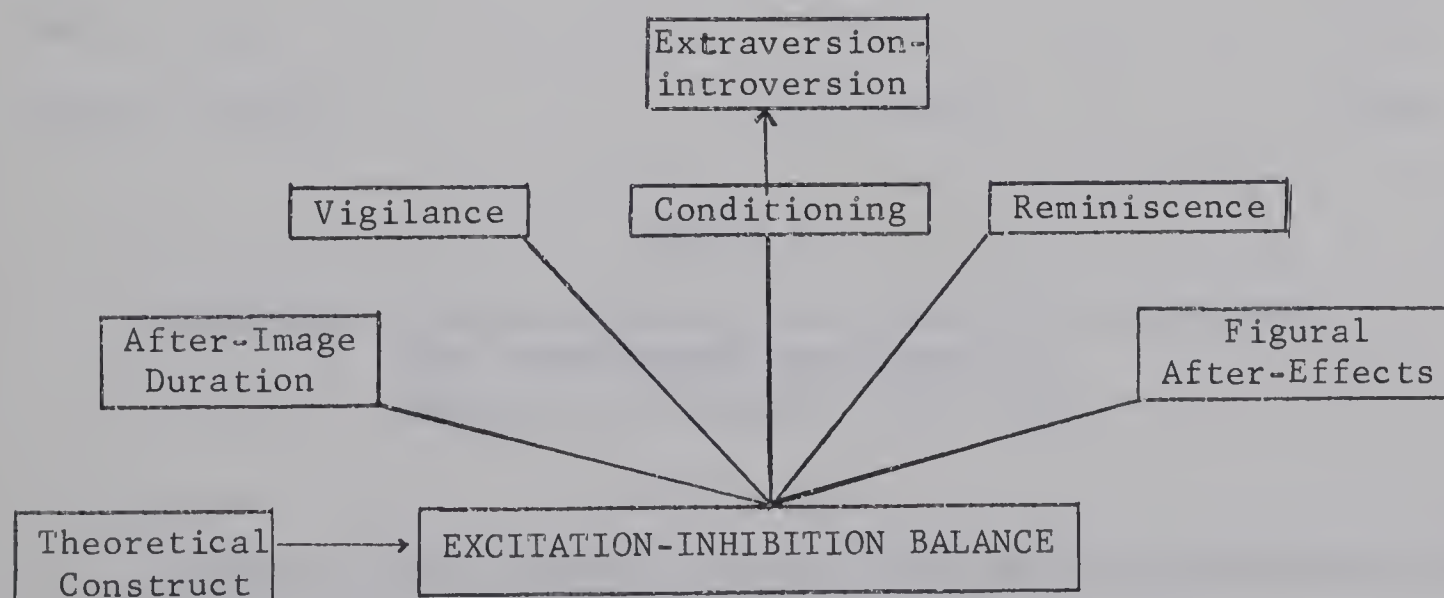 Extraversion-
introversion
Vigilance
Conditioning
Reminiscence
After-Image
Duration
Figural
After-Effects
Theoretical
Construct
EXCITATION-INHIBITION BALANCE